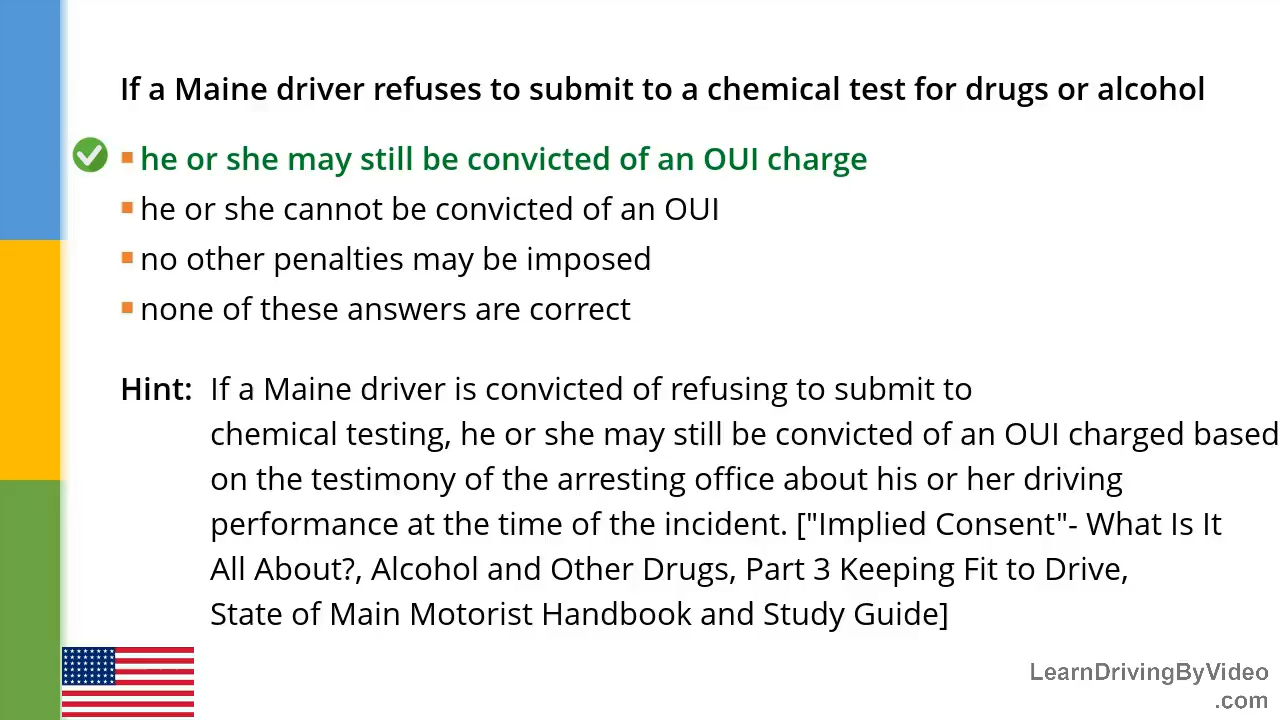 If a Maine driver refuses to submit to a chemical test for drugs or alcohol
he or she may still be convicted of an OUI charge
he or she cannot be convicted of an OUI
no other penalties may be imposed
none of these answers are correct
Hint: If a Maine driver is convicted of refusing to submit to
chemical testing, he or she may still be convicted of an OUI charged based
on the testimony of the arresting office about his or her driving
performance at the time of the incident. ["Implied Consent"- What Is It
All About?, Alcohol and Other Drugs, Part 3 Keeping Fit to Drive,
State of Main Motorist Handbook and Study Guide]
LearnDrivingByVideo
.com